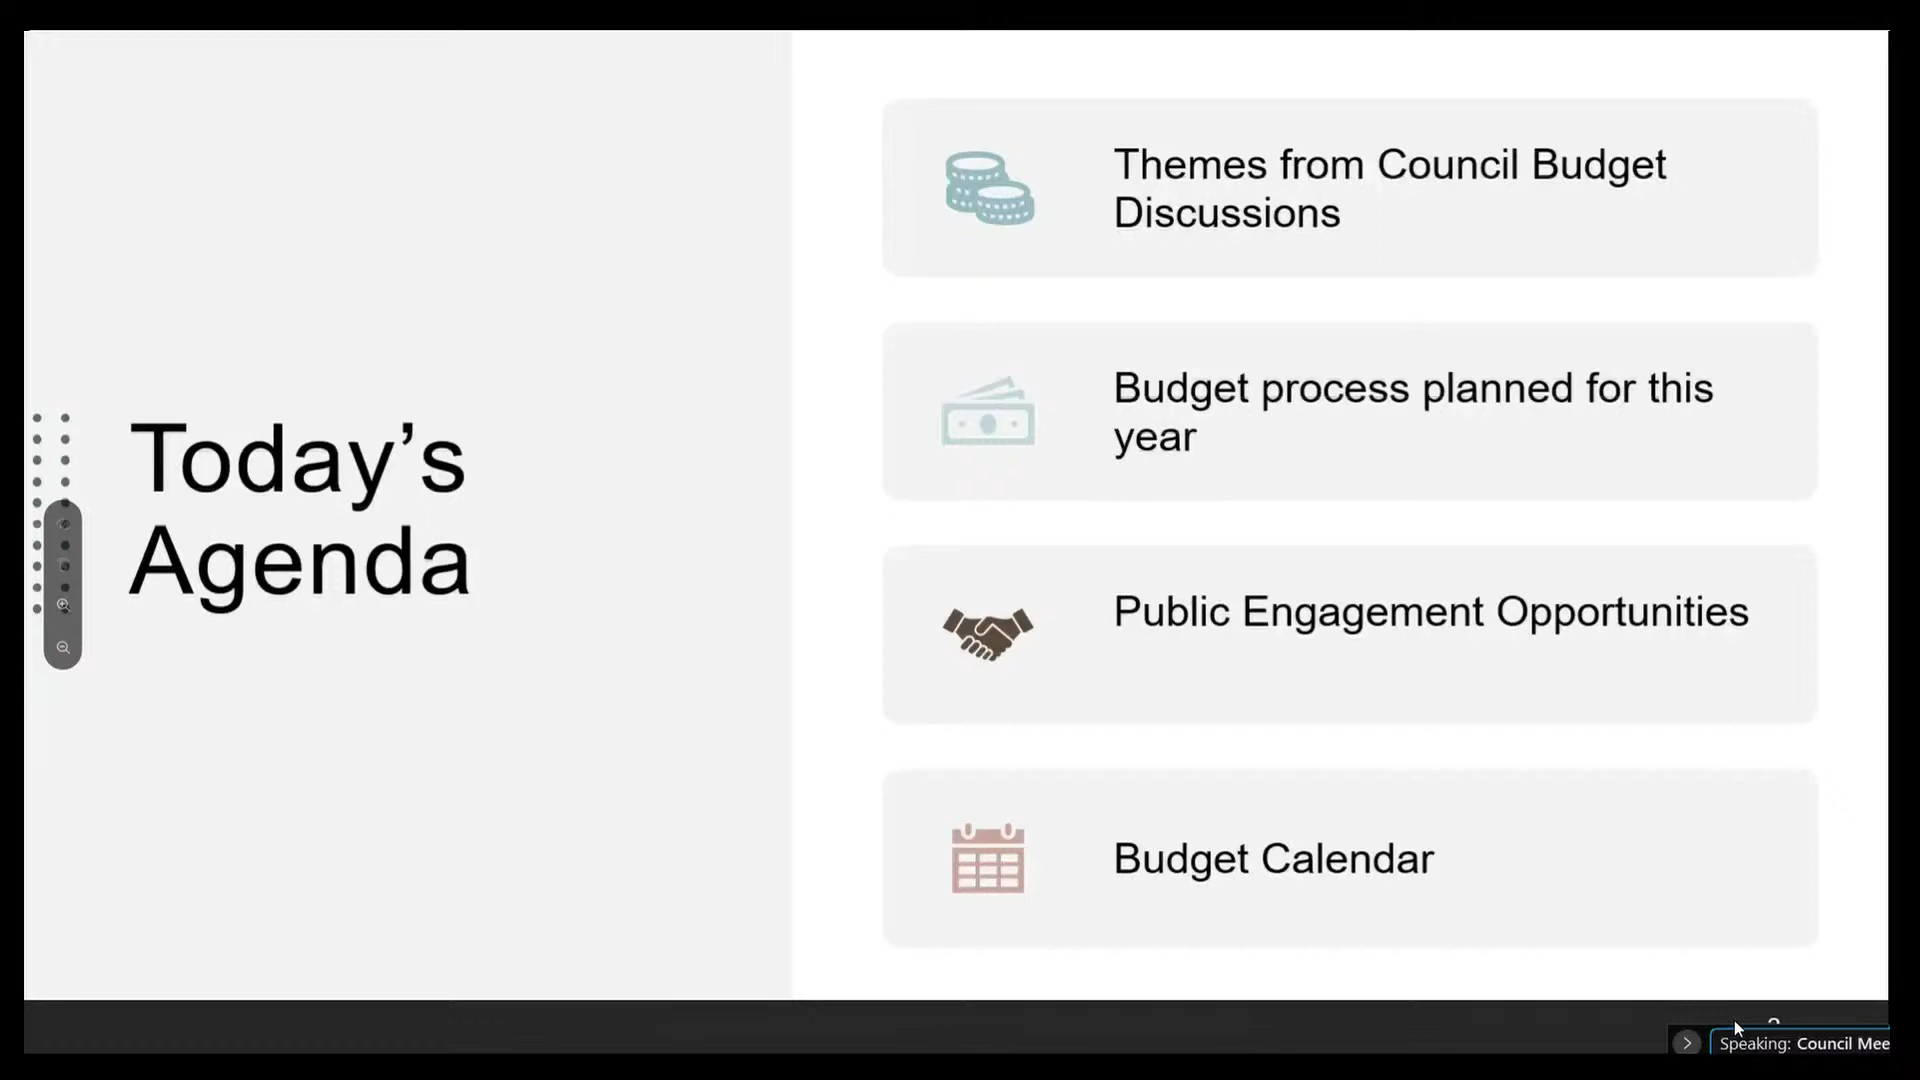 Today’s
Agenda
Themes from Council Budget
Discussions
Budget process planned for this
year
Public Engagement Opportunities
Budget Calendar
Speaking: Council Mee